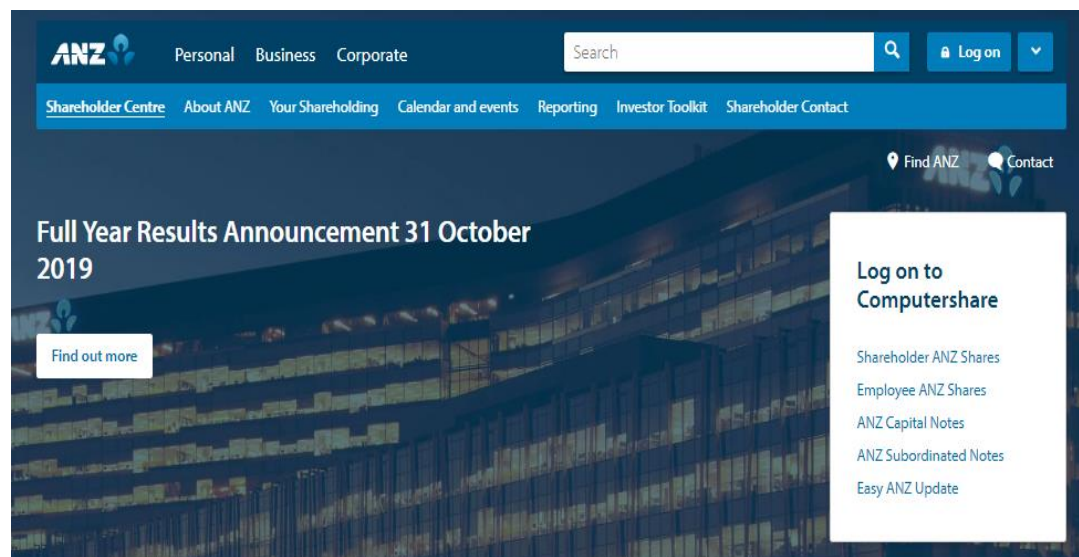 ANZ
Personal Business Corporate
Search
Log on
Shareholder Centre About ANZ Your Shareholding Calendar and events Reporting Investor Toolkit Shareholder Contact
Find ANZ Contact
ANZ
Full Year Results Announcement 31 October
2019
Find out more
Log on to
Computershare
Shareholder ANZ Shares
Employee ANZ Shares
ANZ Capital Notes
ANZ Subordinated Notes
Easy ANZ Update